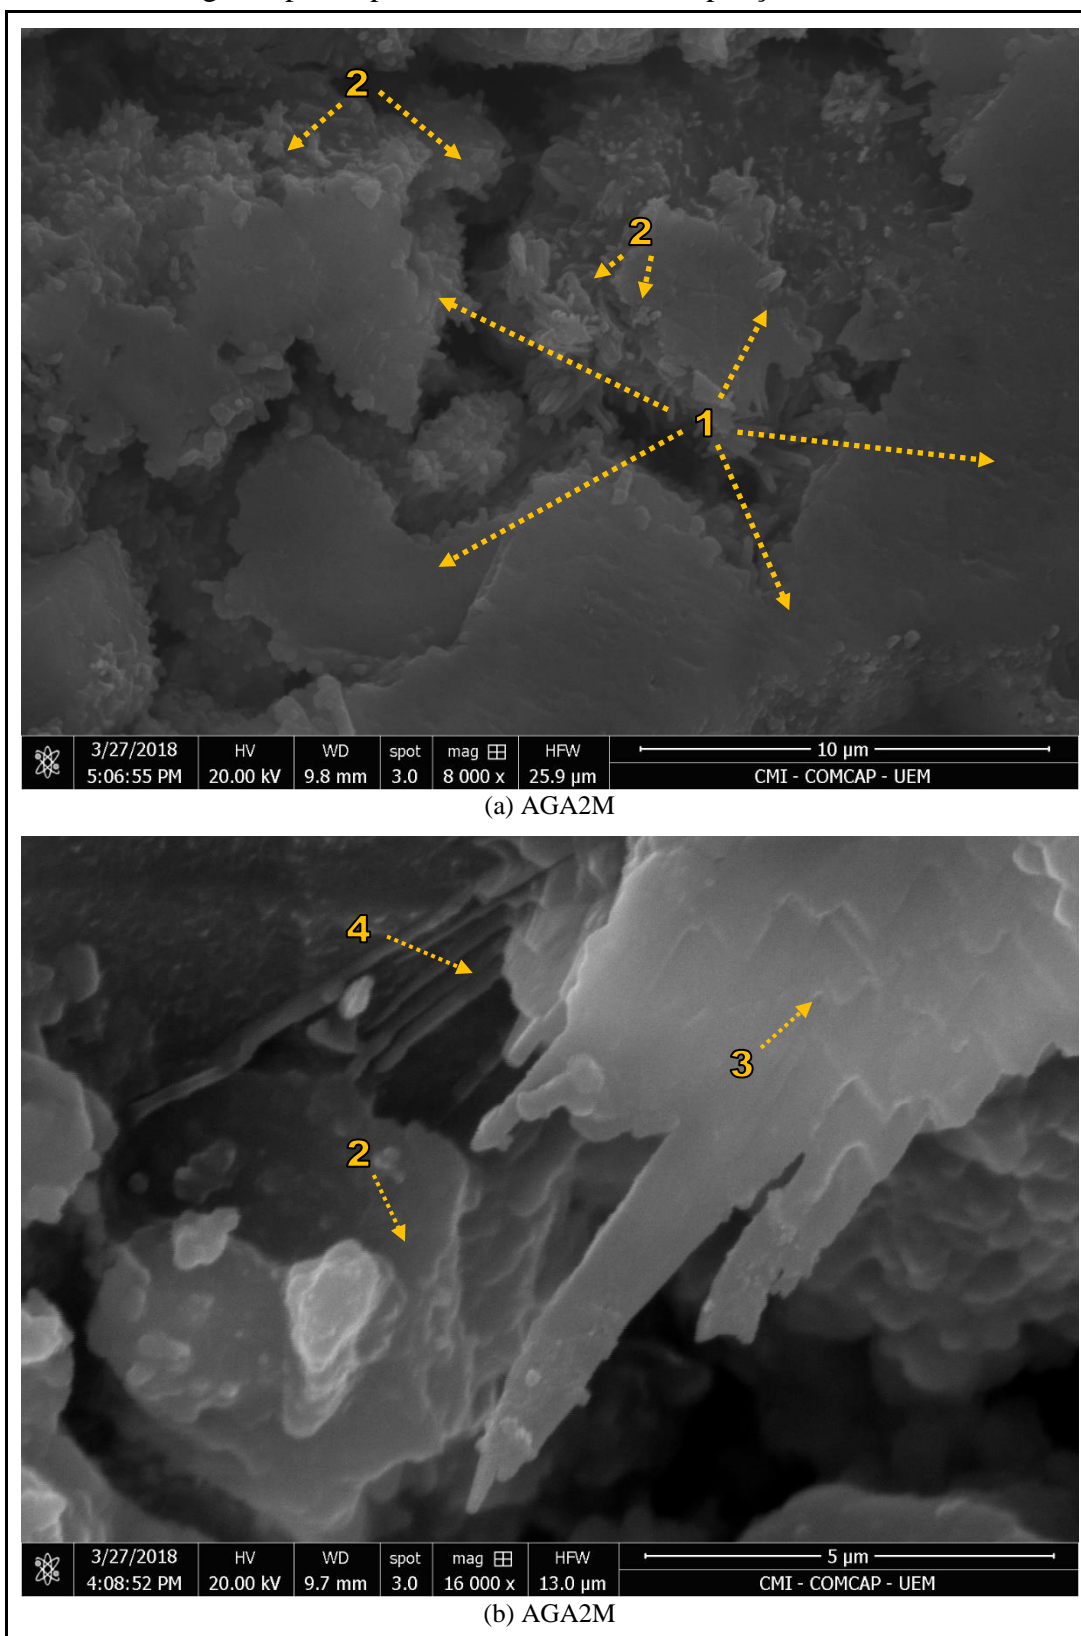 2
2
1
3/27/2018 HV WD spot mag HFW 10 µm
5:06:55 PM 20.00 kV 9.8 mm 3.0 8 000 x 25.9 µm CMI - COMCAP - UEM
(a) AGA2M
4
3
2
3/27/2018 HV WD spot mag HFW 5 µm
4:08:52 PM 20.00 kV 9.7 mm 3.0 16 000 x 13.0 µm CMI - COMCAP - UEM
(b) AGA2M